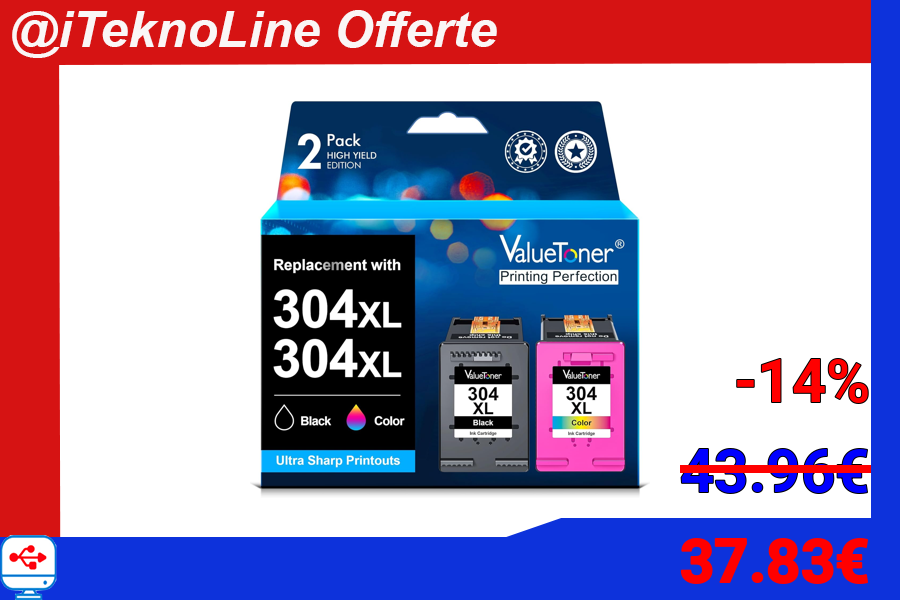 @iTeknoLine Offerte
2 Pack
HIGH YIELD
EDITION
ValueToner®
Printing Perfection
Replacement with
304XL
304XL
Black
Color
Ultra Sharp Printouts
ValueToner
304
XL
Black
Ink Cartridge
ValueToner
304
XL
Color
Ink Cartridge
-14%
43.96€
37.83€